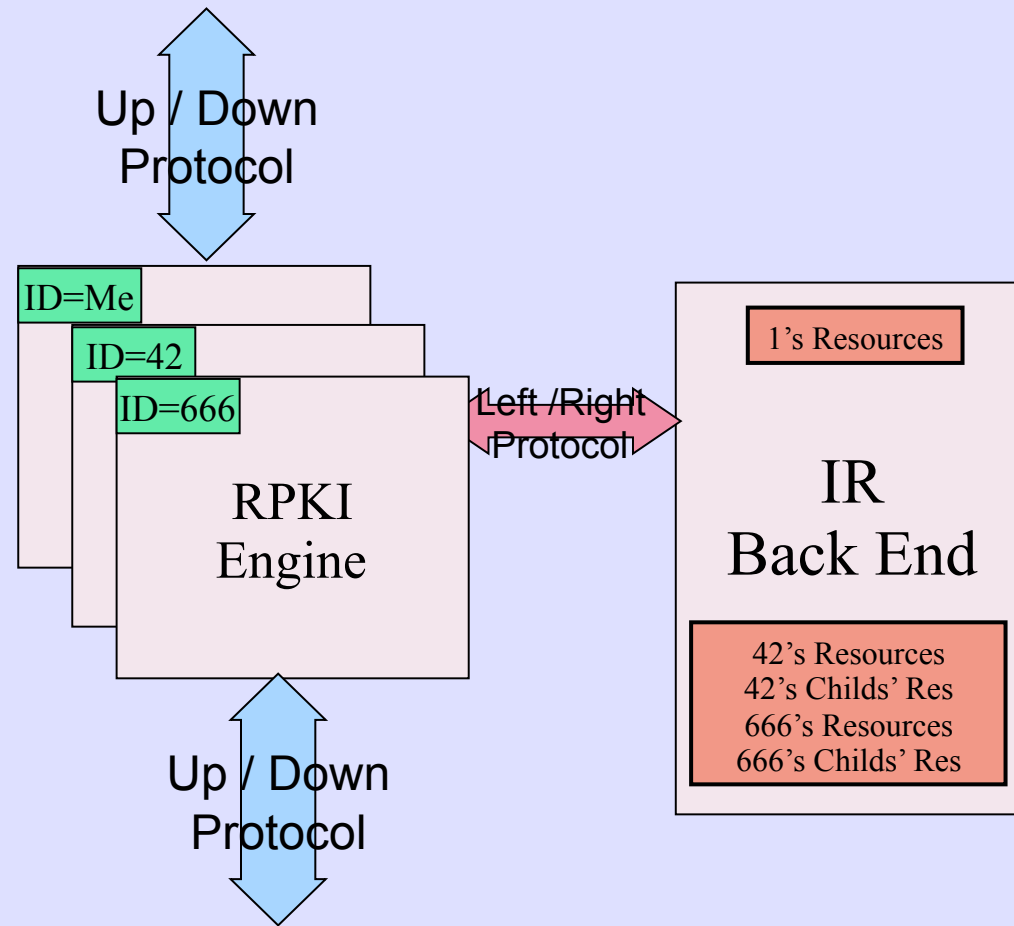 Up / Down
Protocol
ID=Me
ID=42
ID=666
RPKI
Engine
Left /Right
Protocol
1’s Resources
IR
Back End
42’s Resources
42’s Childs’ Res
666’s Resources
666’s Childs’ Res
Up / Down
Protocol